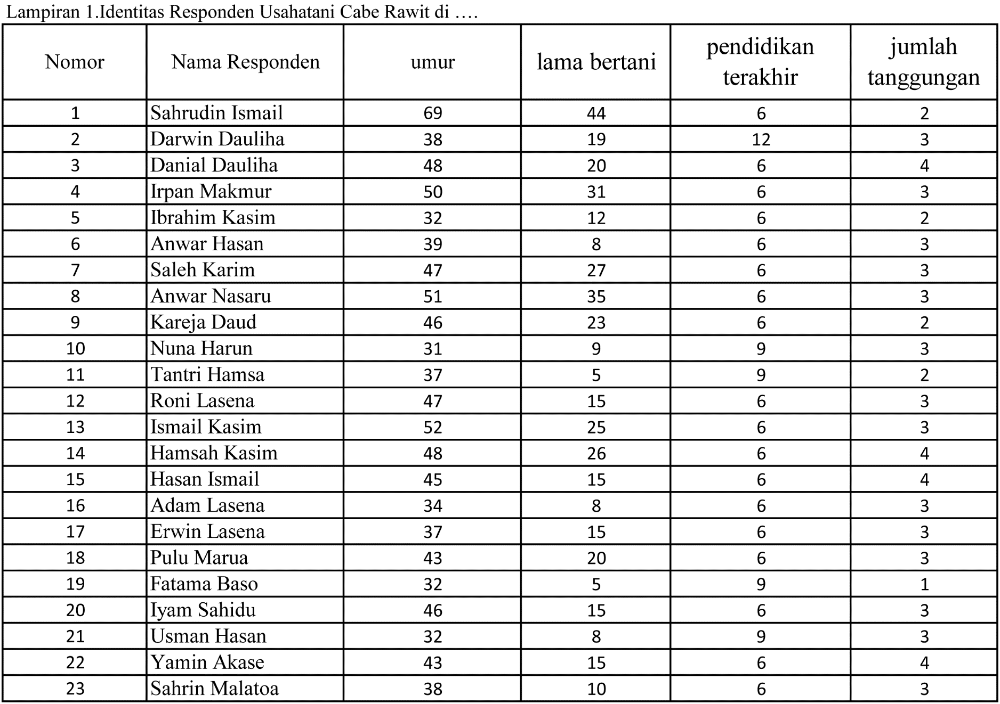 Lampiran 1.Identitas Responden Usahatani Cabe Rawit di ….
Nomor Nama Responden umur lama bertani pendidikan terakhir jumlah tanggungan
1 Sahrudin Ismail 69 44 6 2
2 Darwin Dauliha 38 19 12 3
3 Danial Dauliha 48 20 6 4
4 Irpan Makmur 50 31 6 3
5 Ibrahim Kasim 32 12 6 2
6 Anwar Hasan 39 8 6 3
7 Saleh Karim 47 27 6 3
8 Anwar Nasaru 51 35 6 3
9 Kareja Daud 46 23 6 2
10 Nuna Harun 31 9 9 3
11 Tantri Hamsa 37 5 9 2
12 Roni Lasena 47 15 6 3
13 Ismail Kasim 52 25 6 3
14 Hamsah Kasim 48 26 6 4
15 Hasan Ismail 45 15 6 4
16 Adam Lasena 34 8 6 3
17 Erwin Lasena 37 15 6 3
18 Pulu Marua 43 20 6 3
19 Fatama Baso 32 5 9 1
20 Iyam Sahidu 46 15 6 3
21 Usman Hasan 32 8 9 3
22 Yamin Akase 43 15 6 4
23 Sahrin Malatoa 38 10 6 3